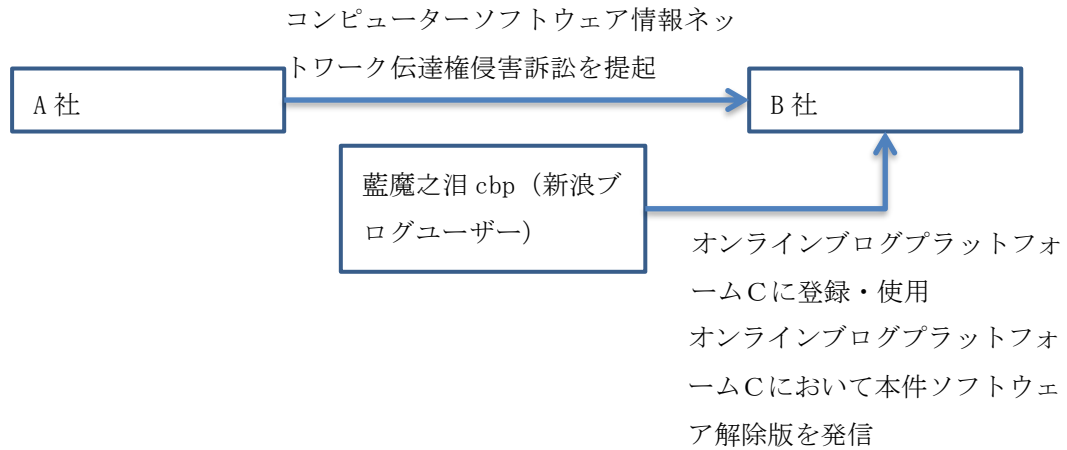 コンピューターソフトウェア情報ネッ
トワーク伝達権侵害訴訟を提起
A 社
B 社
藍魔之泪 cbp（新浪ブ
ログユーザー）
オンラインブログプラットフォ
ームＣに登録・使用
オンラインブログプラットフォ
ームＣにおいて本件ソフトウェ
ア解除版を発信